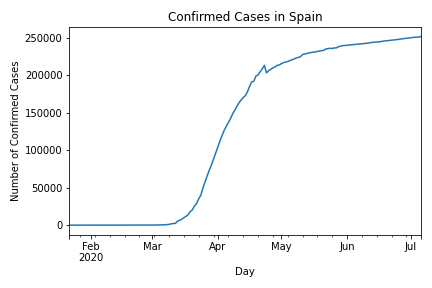 Confirmed Cases in Spain
Number of Confirmed Cases
250000
200000
150000
100000
50000
0
Feb Mar Apr May Jun Jul
2020
Day